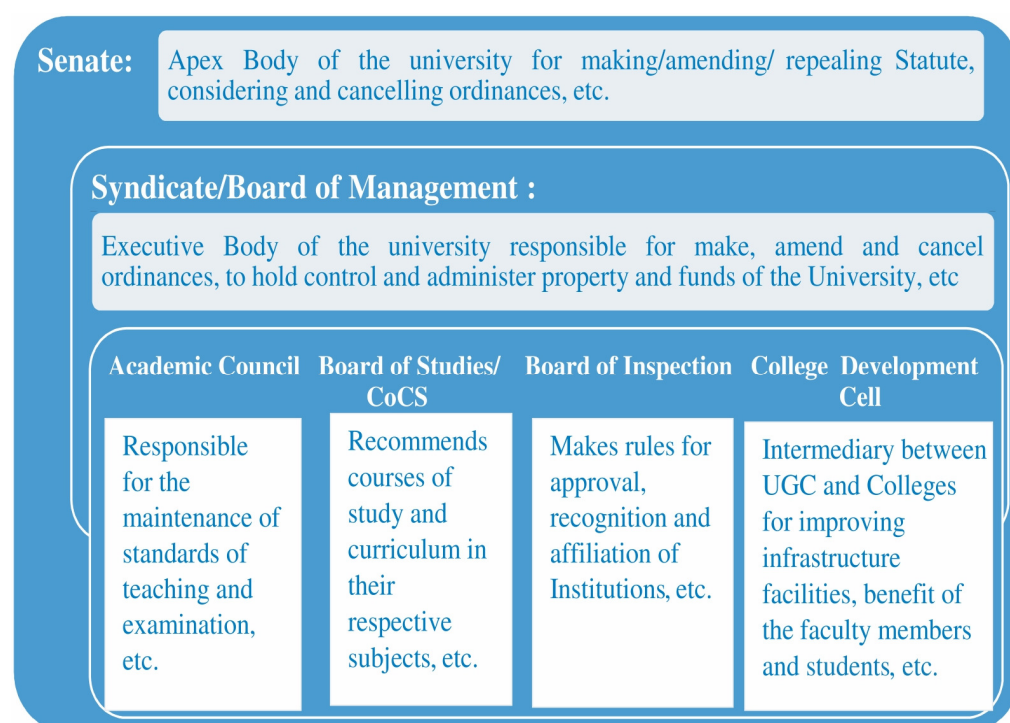 Senate:
Apex Body of the university for making/amending/ repealing Statute,
considering and cancelling ordinances, etc.
Syndicate/Board of Management :
Executive Body of the university responsible for make, amend and cancel
ordinances, to hold control and administer property and funds of the University, etc
Academic Council
Responsible
for the
maintenance of
standards of
teaching and
examination,
etc.
Board of Studies/
CoCS
Recommends
courses of
study and
curriculum in
their
respective
subjects, etc.
Board of Inspection
Makes rules for
approval,
recognition and
affiliation of
Institutions, etc.
College Development
Cell
Intermediary between
UGC and Colleges
for improving
infrastructure
facilities, benefit of
the faculty members
and students, etc.